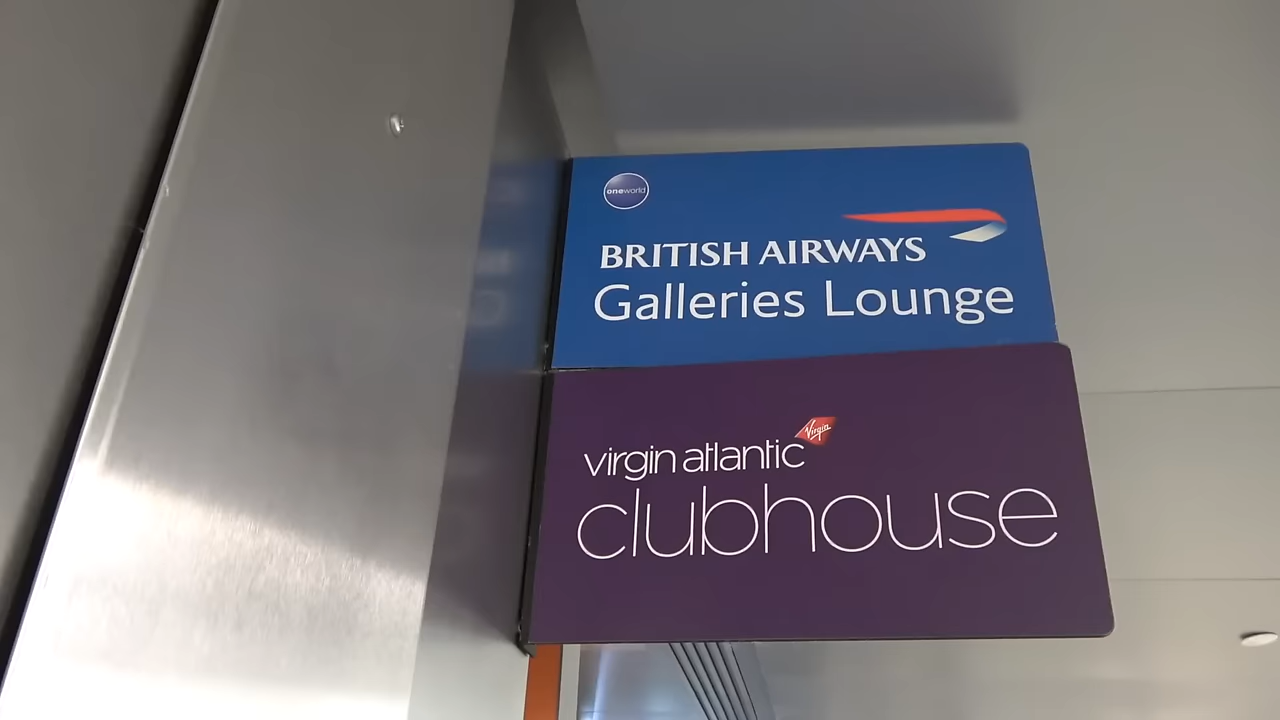 oneworld
BRITISH AIRWAYS
Galleries Lounge
Virgin
virgin atlantic
clubhouse